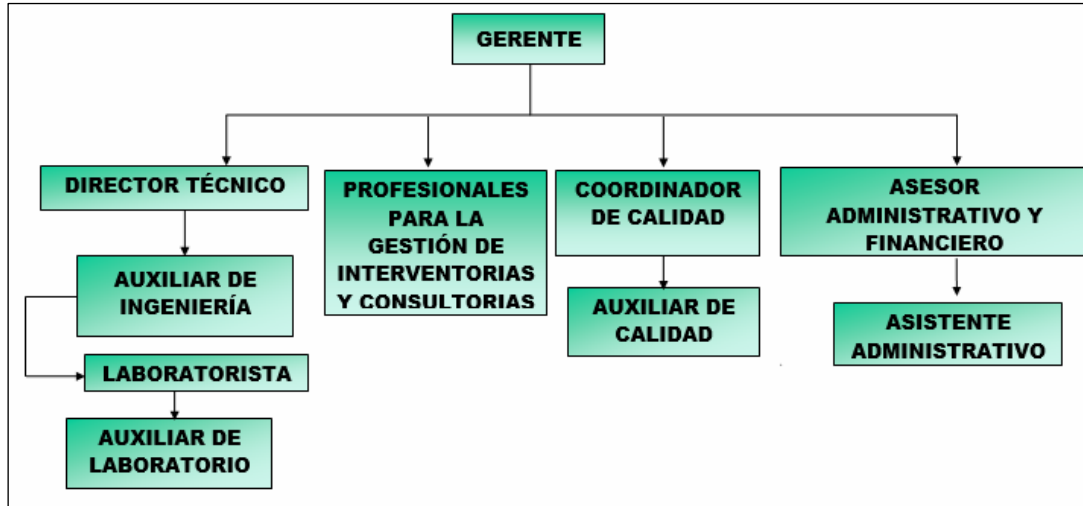 GERENTE
DIRECTOR TÉCNICO
PROFESIONALES
PARA LA
GESTIÓN DE
INTERVENTORIAS
Y CONSULTORIAS
COORDINADOR
DE CALIDAD
ASESOR
ADMINISTRATIVO Y
FINANCIERO
AUXILIAR DE
INGENIERÍA
AUXILIAR DE
CALIDAD
ASISTENTE
ADMINISTRATIVO
LABORATORISTA
AUXILIAR DE
LABORATORIO